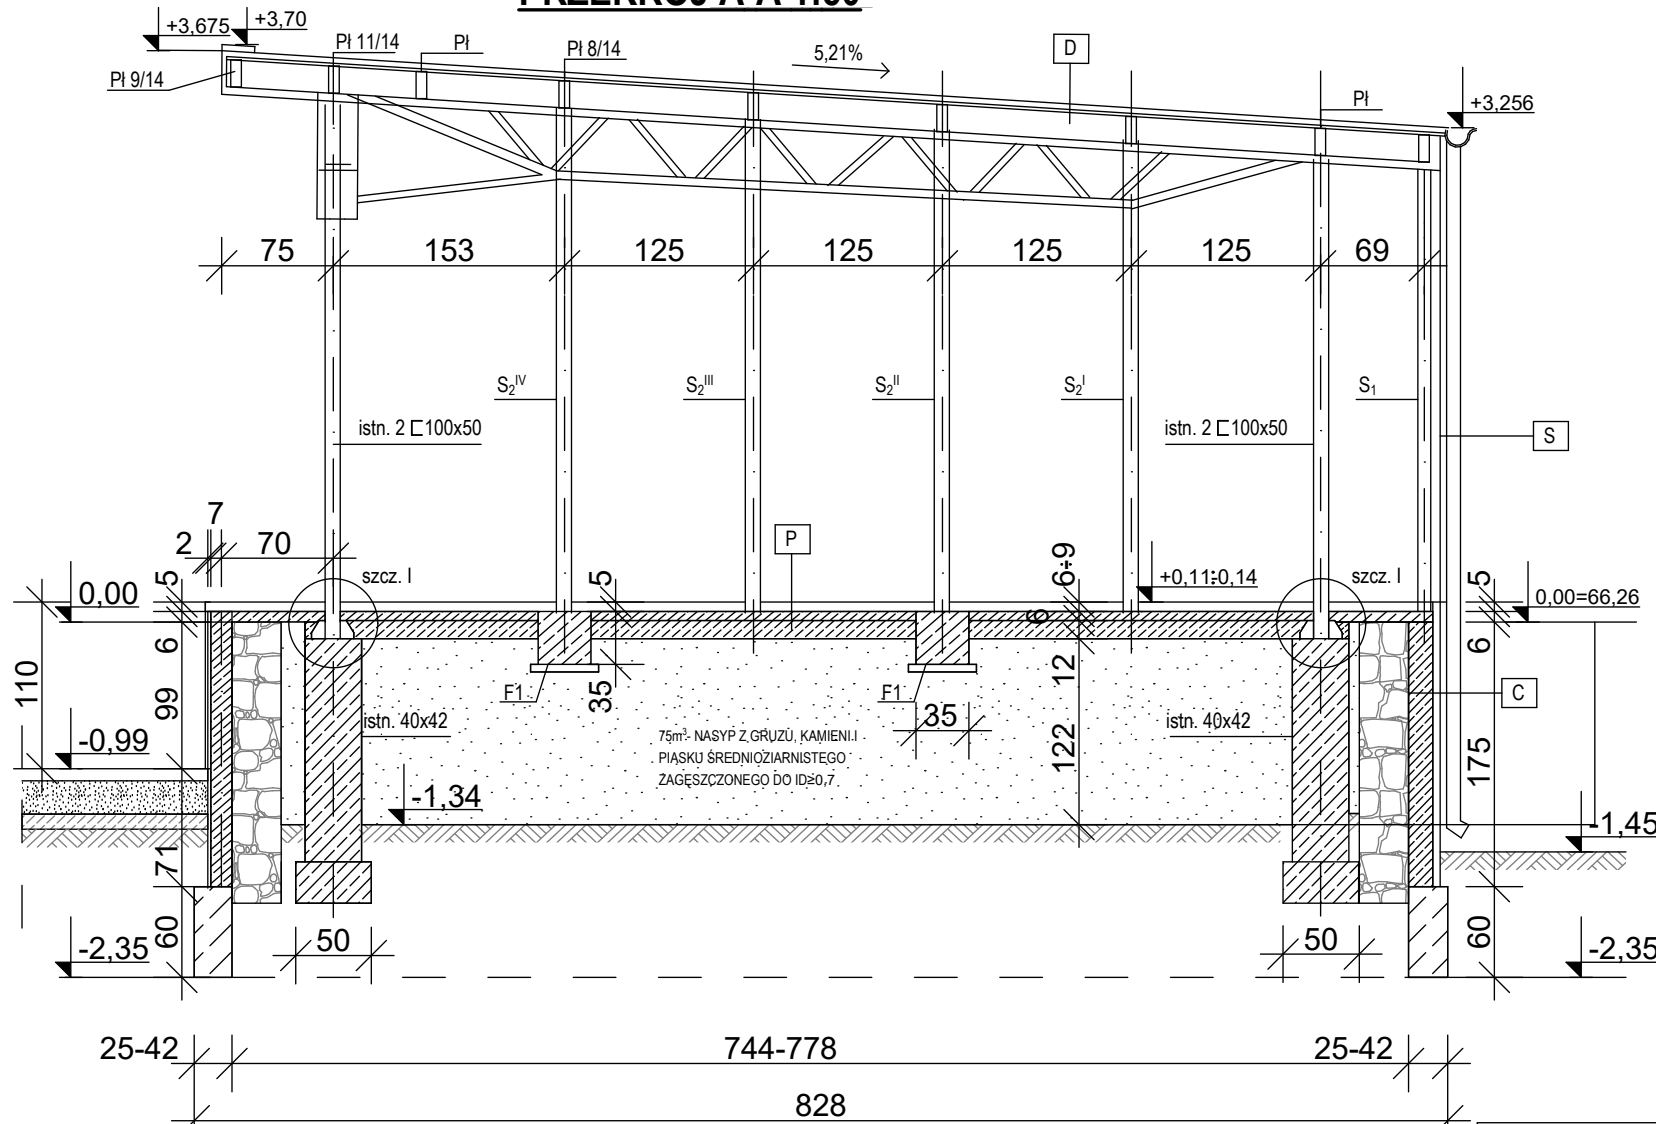 PRZEKRÓJ A-A 1:50
+3,675
+3,70
Pł 11/14
Pł
Pł 8/14
5,21%
D
Pł 9/14
Pł
+3,256
75
153
125
125
125
125
69
S₂ᴵⱽ
S₂ᴵᴵᴵ
S₂ᴵᴵ
S₂ᴵ
S₁
istn. 2 ⊏100x50
istn. 2 ⊏100x50
S
7
2
70
P
szcz. I
szcz. I
5
5
6÷9
5
+0,11÷0,14
0,00
0,00=66,26
6
6
6
110
99
12
F1
35
F1
35
C
istn. 40x42
istn. 40x42
75m³- NASYP Z GRUZU, KAMIENI I
PIASKU ŚREDNIOZIARNISTEGO
ZAGĘSZCZONEGO DO ID≥0,7
122
175
-0,99
-1,34
-1,45
71
60
50
50
60
-2,35
-2,35
25-42
744-778
25-42
828